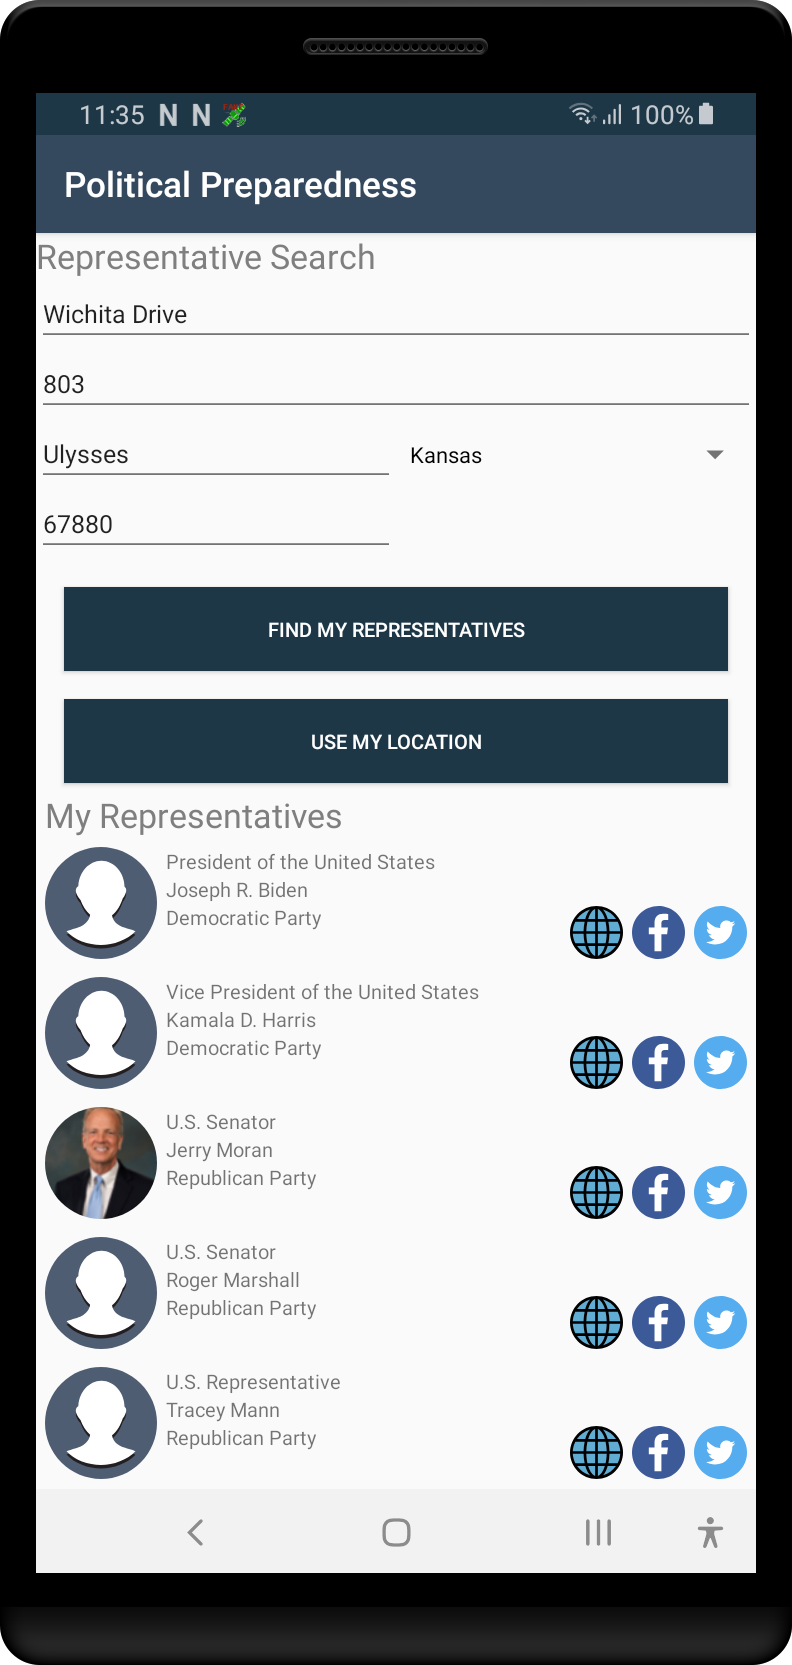 11:35 N N 100%
Political Preparedness
Representative Search
Wichita Drive
803
Ulysses Kansas
67880
FIND MY REPRESENTATIVES
USE MY LOCATION
My Representatives
President of the United States
Joseph R. Biden
Democratic Party
Vice President of the United States
Kamala D. Harris
Democratic Party
U.S. Senator
Jerry Moran
Republican Party
U.S. Senator
Roger Marshall
Republican Party
U.S. Representative
Tracey Mann
Republican Party